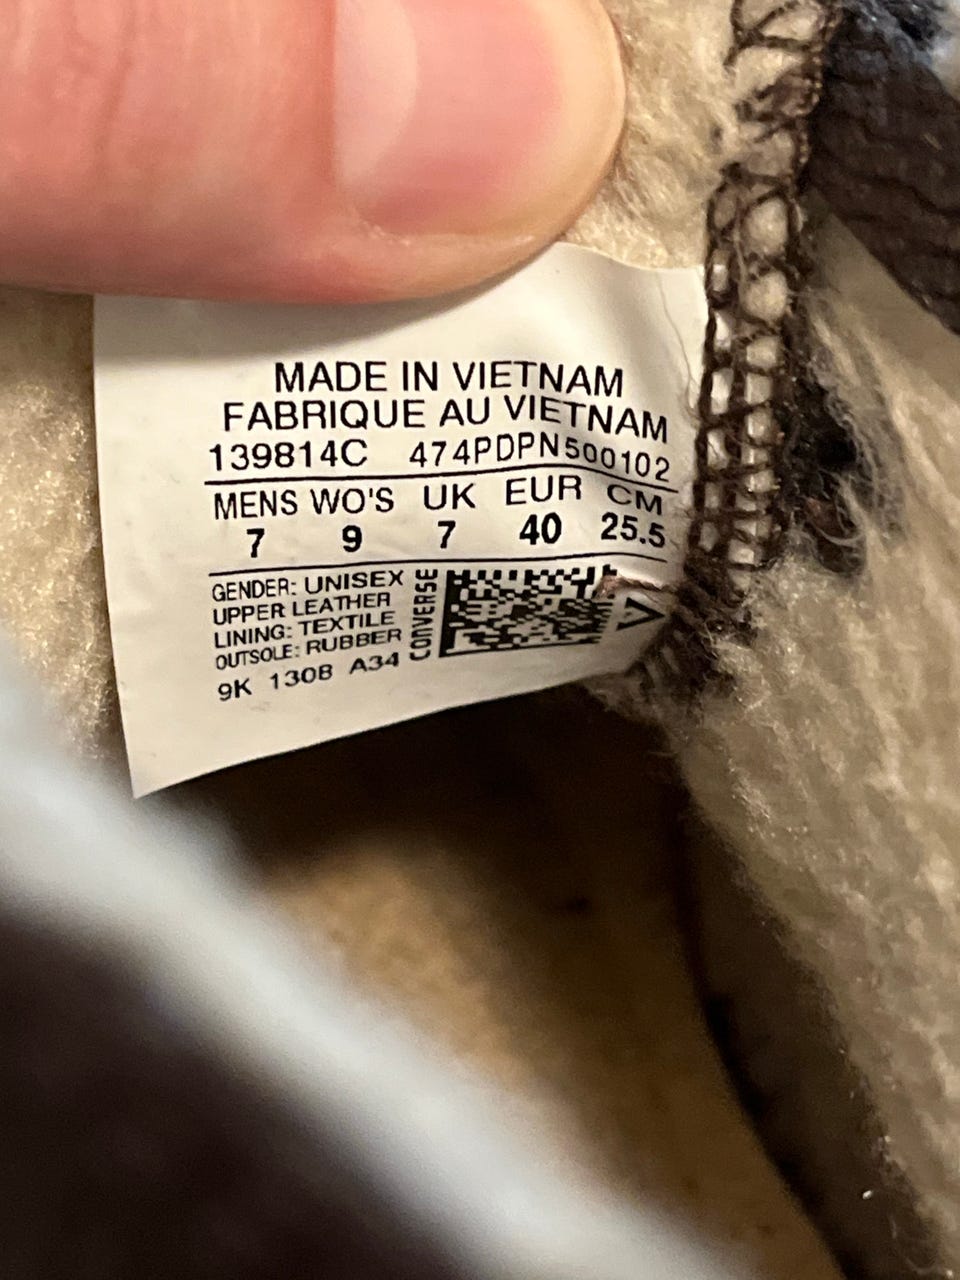 MADE IN VIETNAM
FABRIQUE AU VIETNAM
139814C 474PDPN500102
MENS WO'S UK EUR CM
7 9 7 40 25.5
GENDER: UNISEX
UPPER LEATHER
LINING: TEXTILE
OUTSOLE: RUBBER
9K 1308 A34
CONVERSE